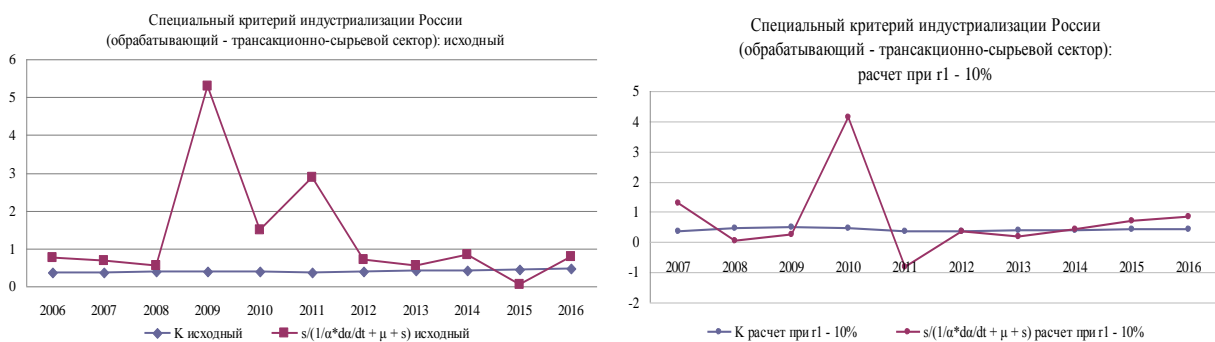 Специальный критерий индустриализации России
(обрабатывающий - трансакционно-сырьевой сектор): исходный
6
5
4
3
2
1
0
2006 2007 2008 2009 2010 2011 2012 2013 2014 2015 2016
K исходный s/(1/α*dα/dt + μ + s) исходный
Специальный критерий индустриализации России
(обрабатывающий - трансакционно-сырьевой сектор):
расчет при r1 - 10%
5
4
3
2
1
0
-1
-2
2007 2008 2009 2010 2011 2012 2013 2014 2015 2016
K расчет при r1 - 10% s/(1/α*dα/dt + μ + s) расчет при r1 - 10%